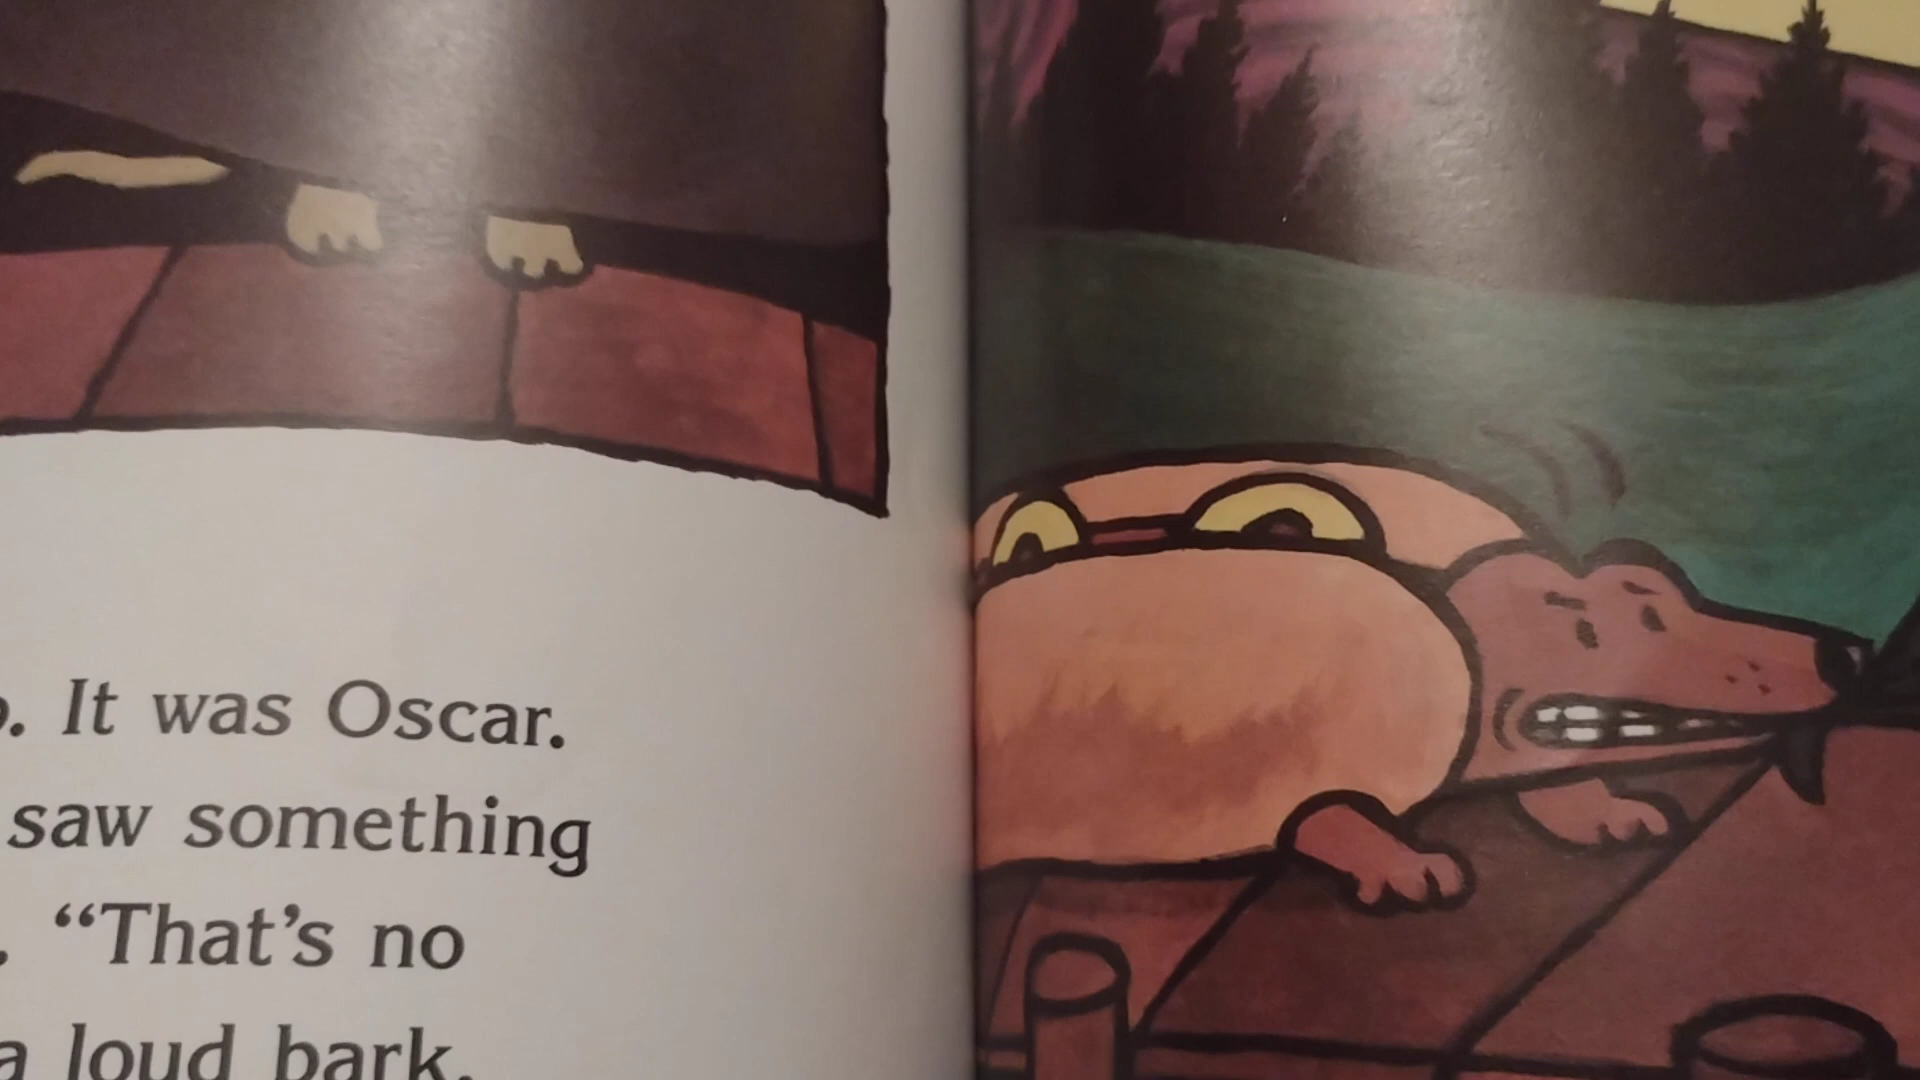 . It was Oscar.
saw something
. “That’s no
a loud bark.